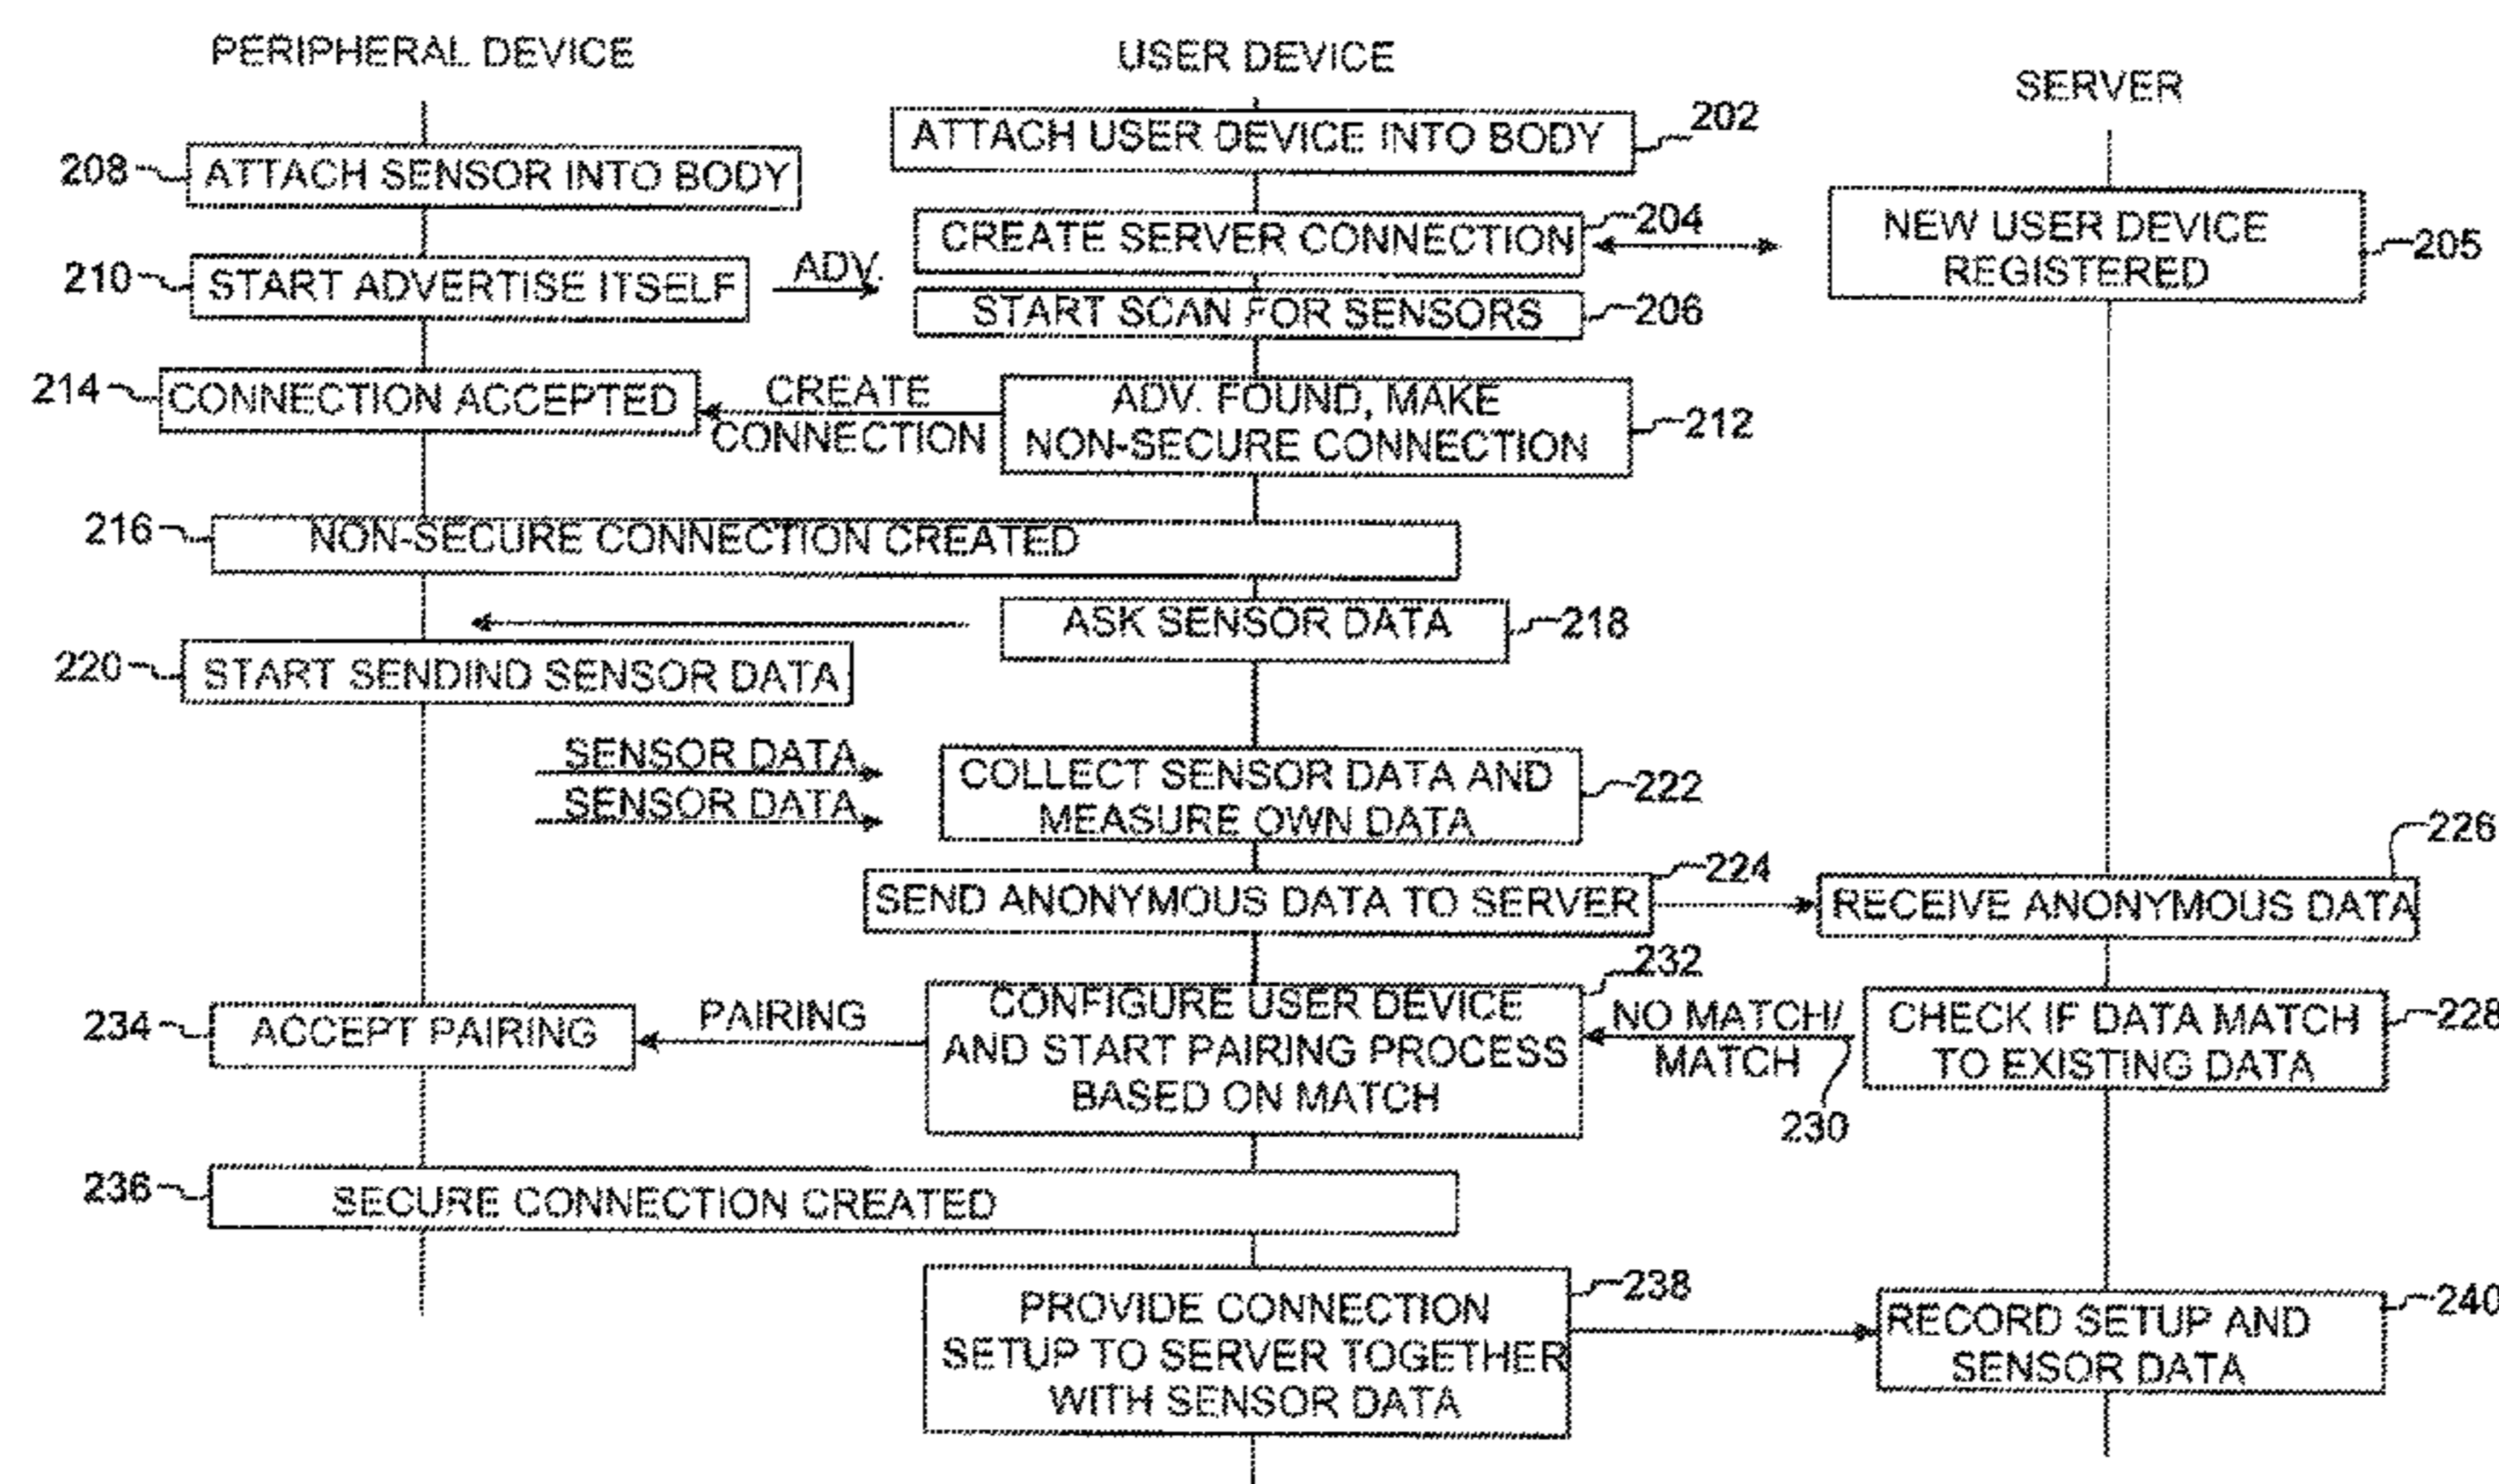 PERIPHERAL DEVICE
USER DEVICE
SERVER
ATTACH USER DEVICE INTO BODY
202
208
ATTACH SENSOR INTO BODY
CREATE SERVER CONNECTION
204
NEW USER DEVICE
REGISTERED
205
210
START ADVERTISE ITSELF
ADV.
START SCAN FOR SENSORS
206
214
CONNECTION ACCEPTED
CREATE
CONNECTION
ADV. FOUND, MAKE
NON-SECURE CONNECTION
212
216
NON-SECURE CONNECTION CREATED
ASK SENSOR DATA
218
220
START SENDIND SENSOR DATA
SENSOR DATA
SENSOR DATA
COLLECT SENSOR DATA AND
MEASURE OWN DATA
222
SEND ANONYMOUS DATA TO SERVER
224
226
RECEIVE ANONYMOUS DATA
234
ACCEPT PAIRING
PAIRING
232
CONFIGURE USER DEVICE
AND START PAIRING PROCESS
BASED ON MATCH
NO MATCH/
MATCH
230
CHECK IF DATA MATCH
TO EXISTING DATA
228
236
SECURE CONNECTION CREATED
PROVIDE CONNECTION
SETUP TO SERVER TOGETHER
WITH SENSOR DATA
238
RECORD SETUP AND
SENSOR DATA
240